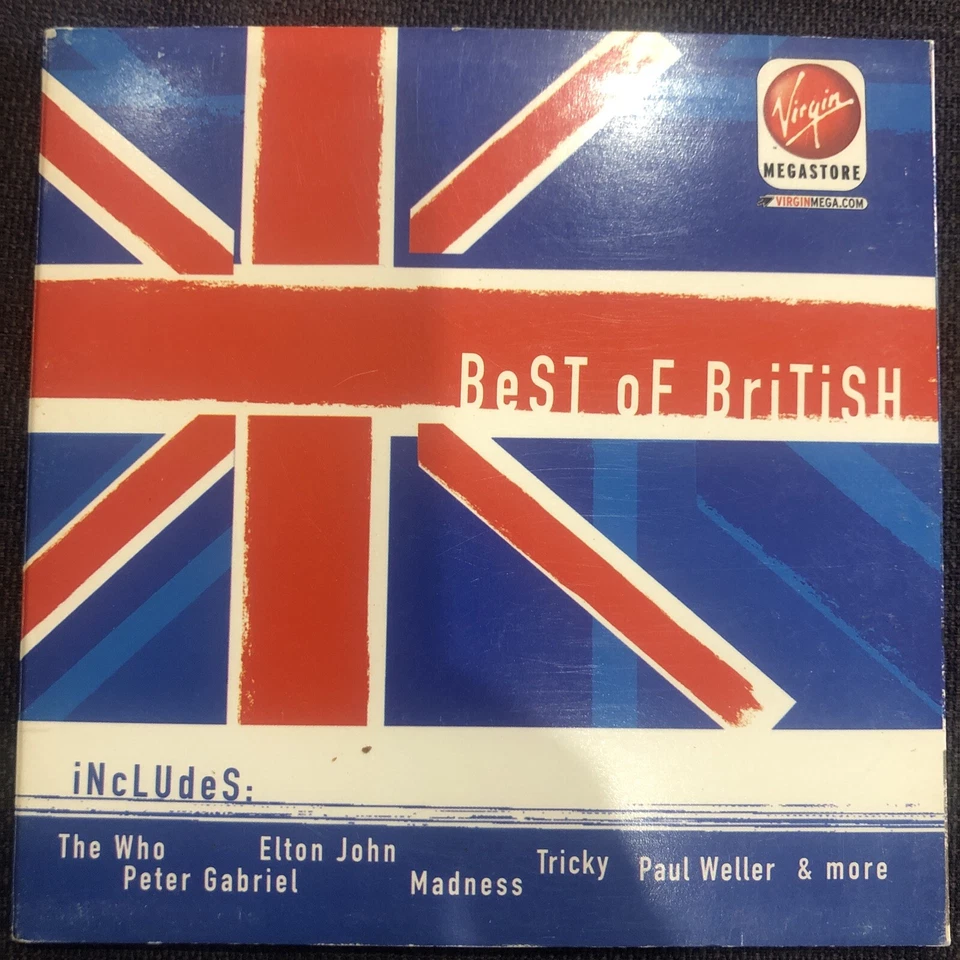 Virgin
MEGASTORE
VIRGINMEGA.COM
BeST oF BriTiSH
iNcLUdeS:
The Who Elton John Tricky Paul Weller & more
Peter Gabriel Madness